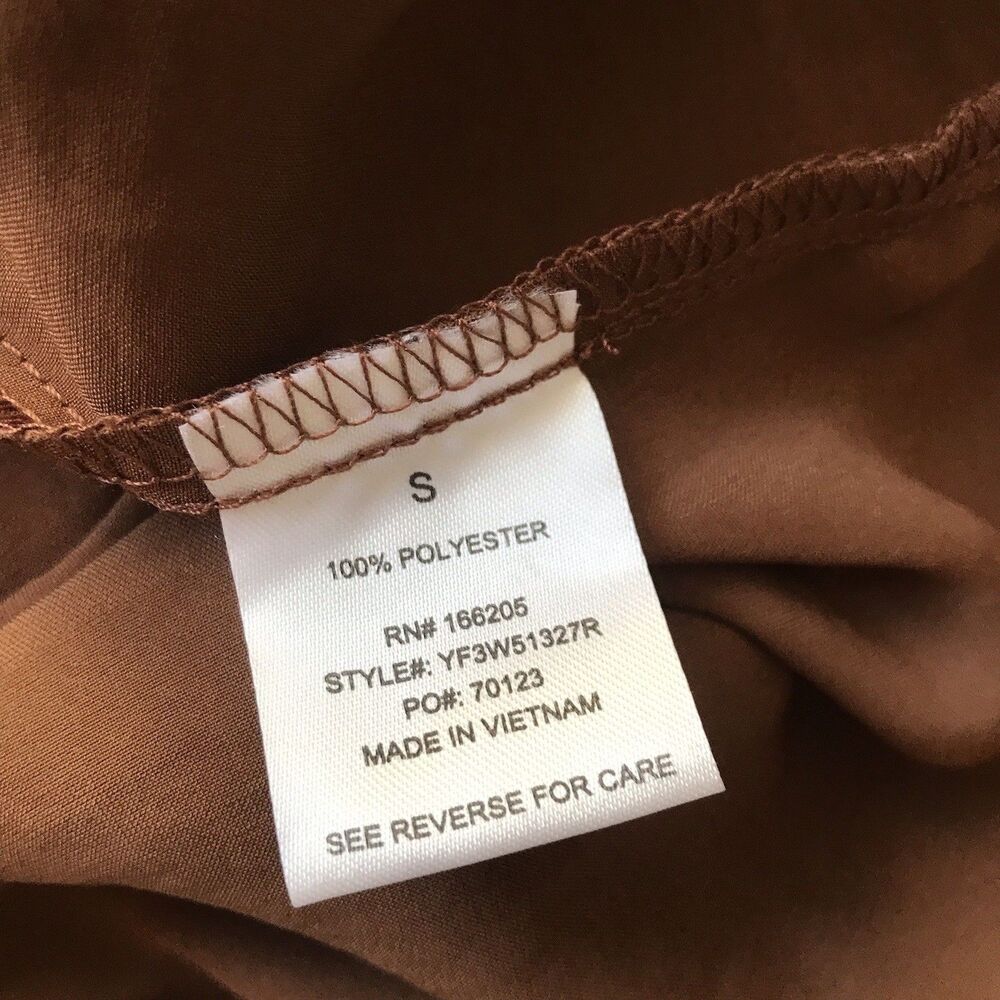 S
100% POLYESTER
RN# 166205
STYLE#: YF3W51327R
PO#: 70123
MADE IN VIETNAM
SEE REVERSE FOR CARE